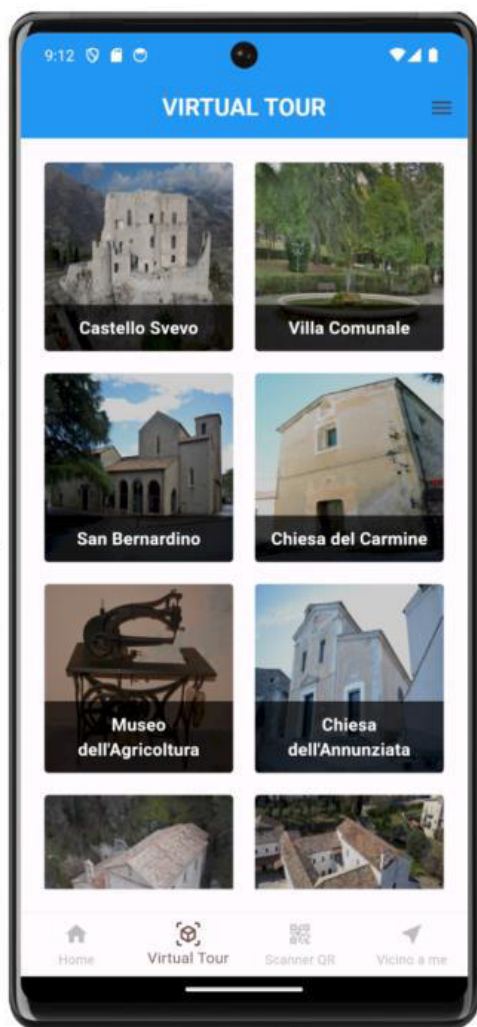 9:12
VIRTUAL TOUR
Castello Svevo
Villa Comunale
San Bernardino
Chiesa del Carmine
Museo
dell'Agricoltura
Chiesa
dell'Annunziata
Home
Virtual Tour
Scanner QR
Vicino a me